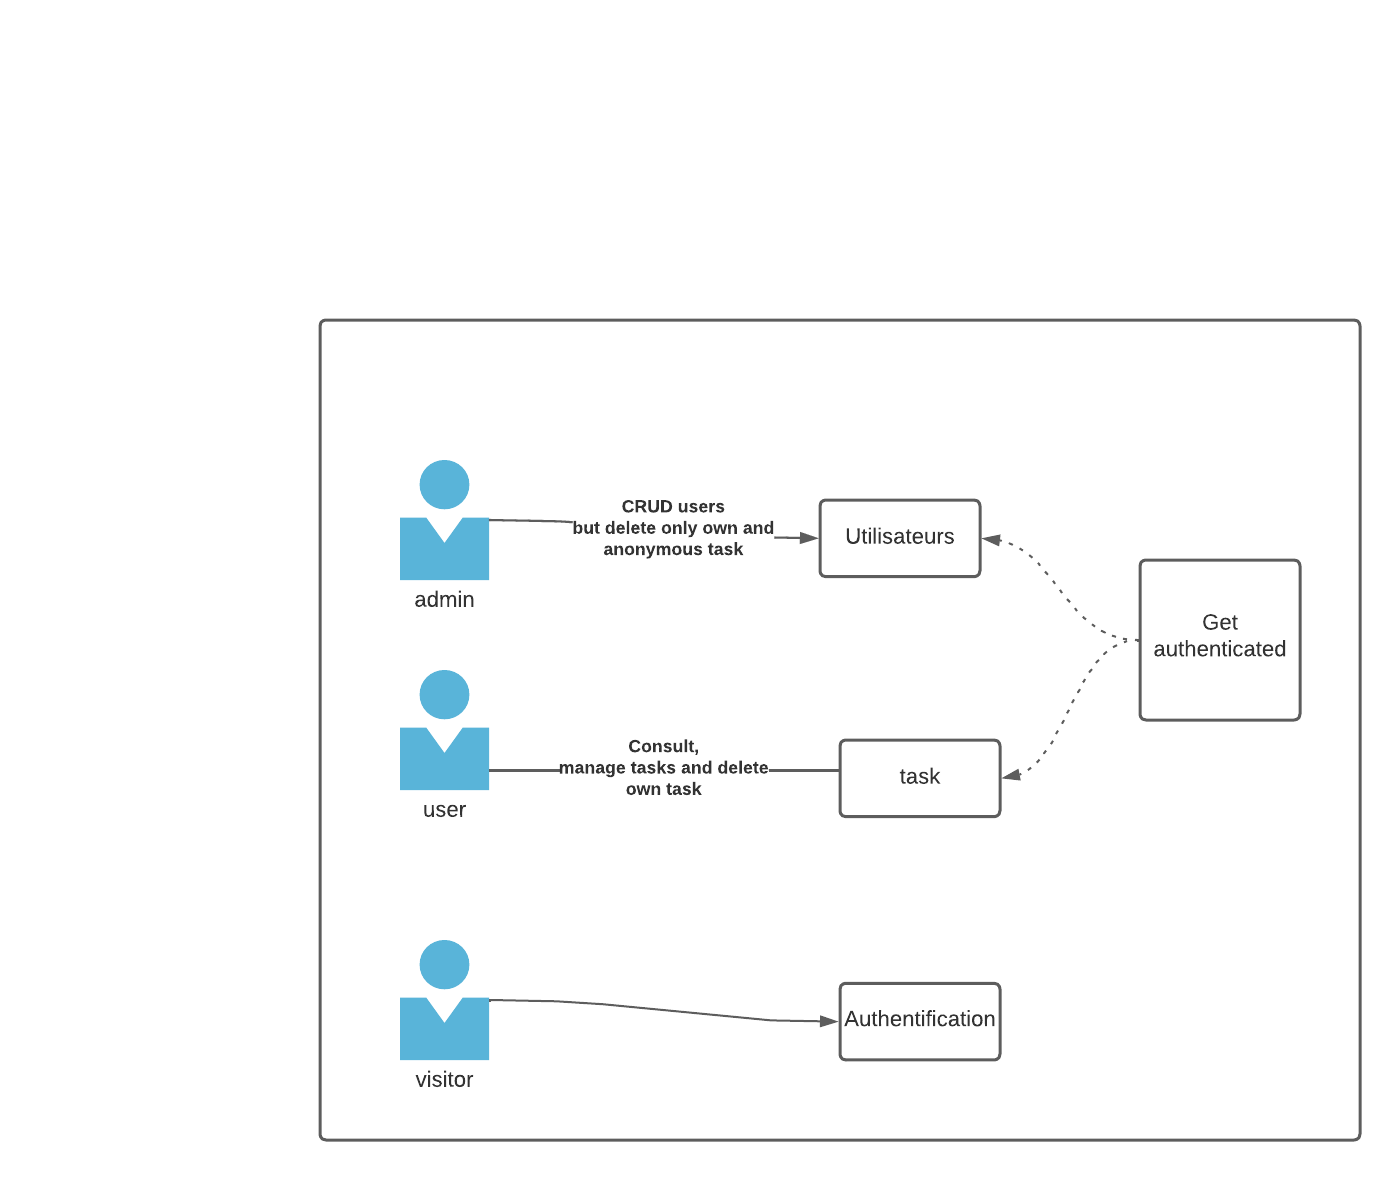 CRUD users
but delete only own and
anonymous task
Utilisateurs
admin
Get
authenticated
Consult,
manage tasks and delete
own task
task
user
Authentification
visitor